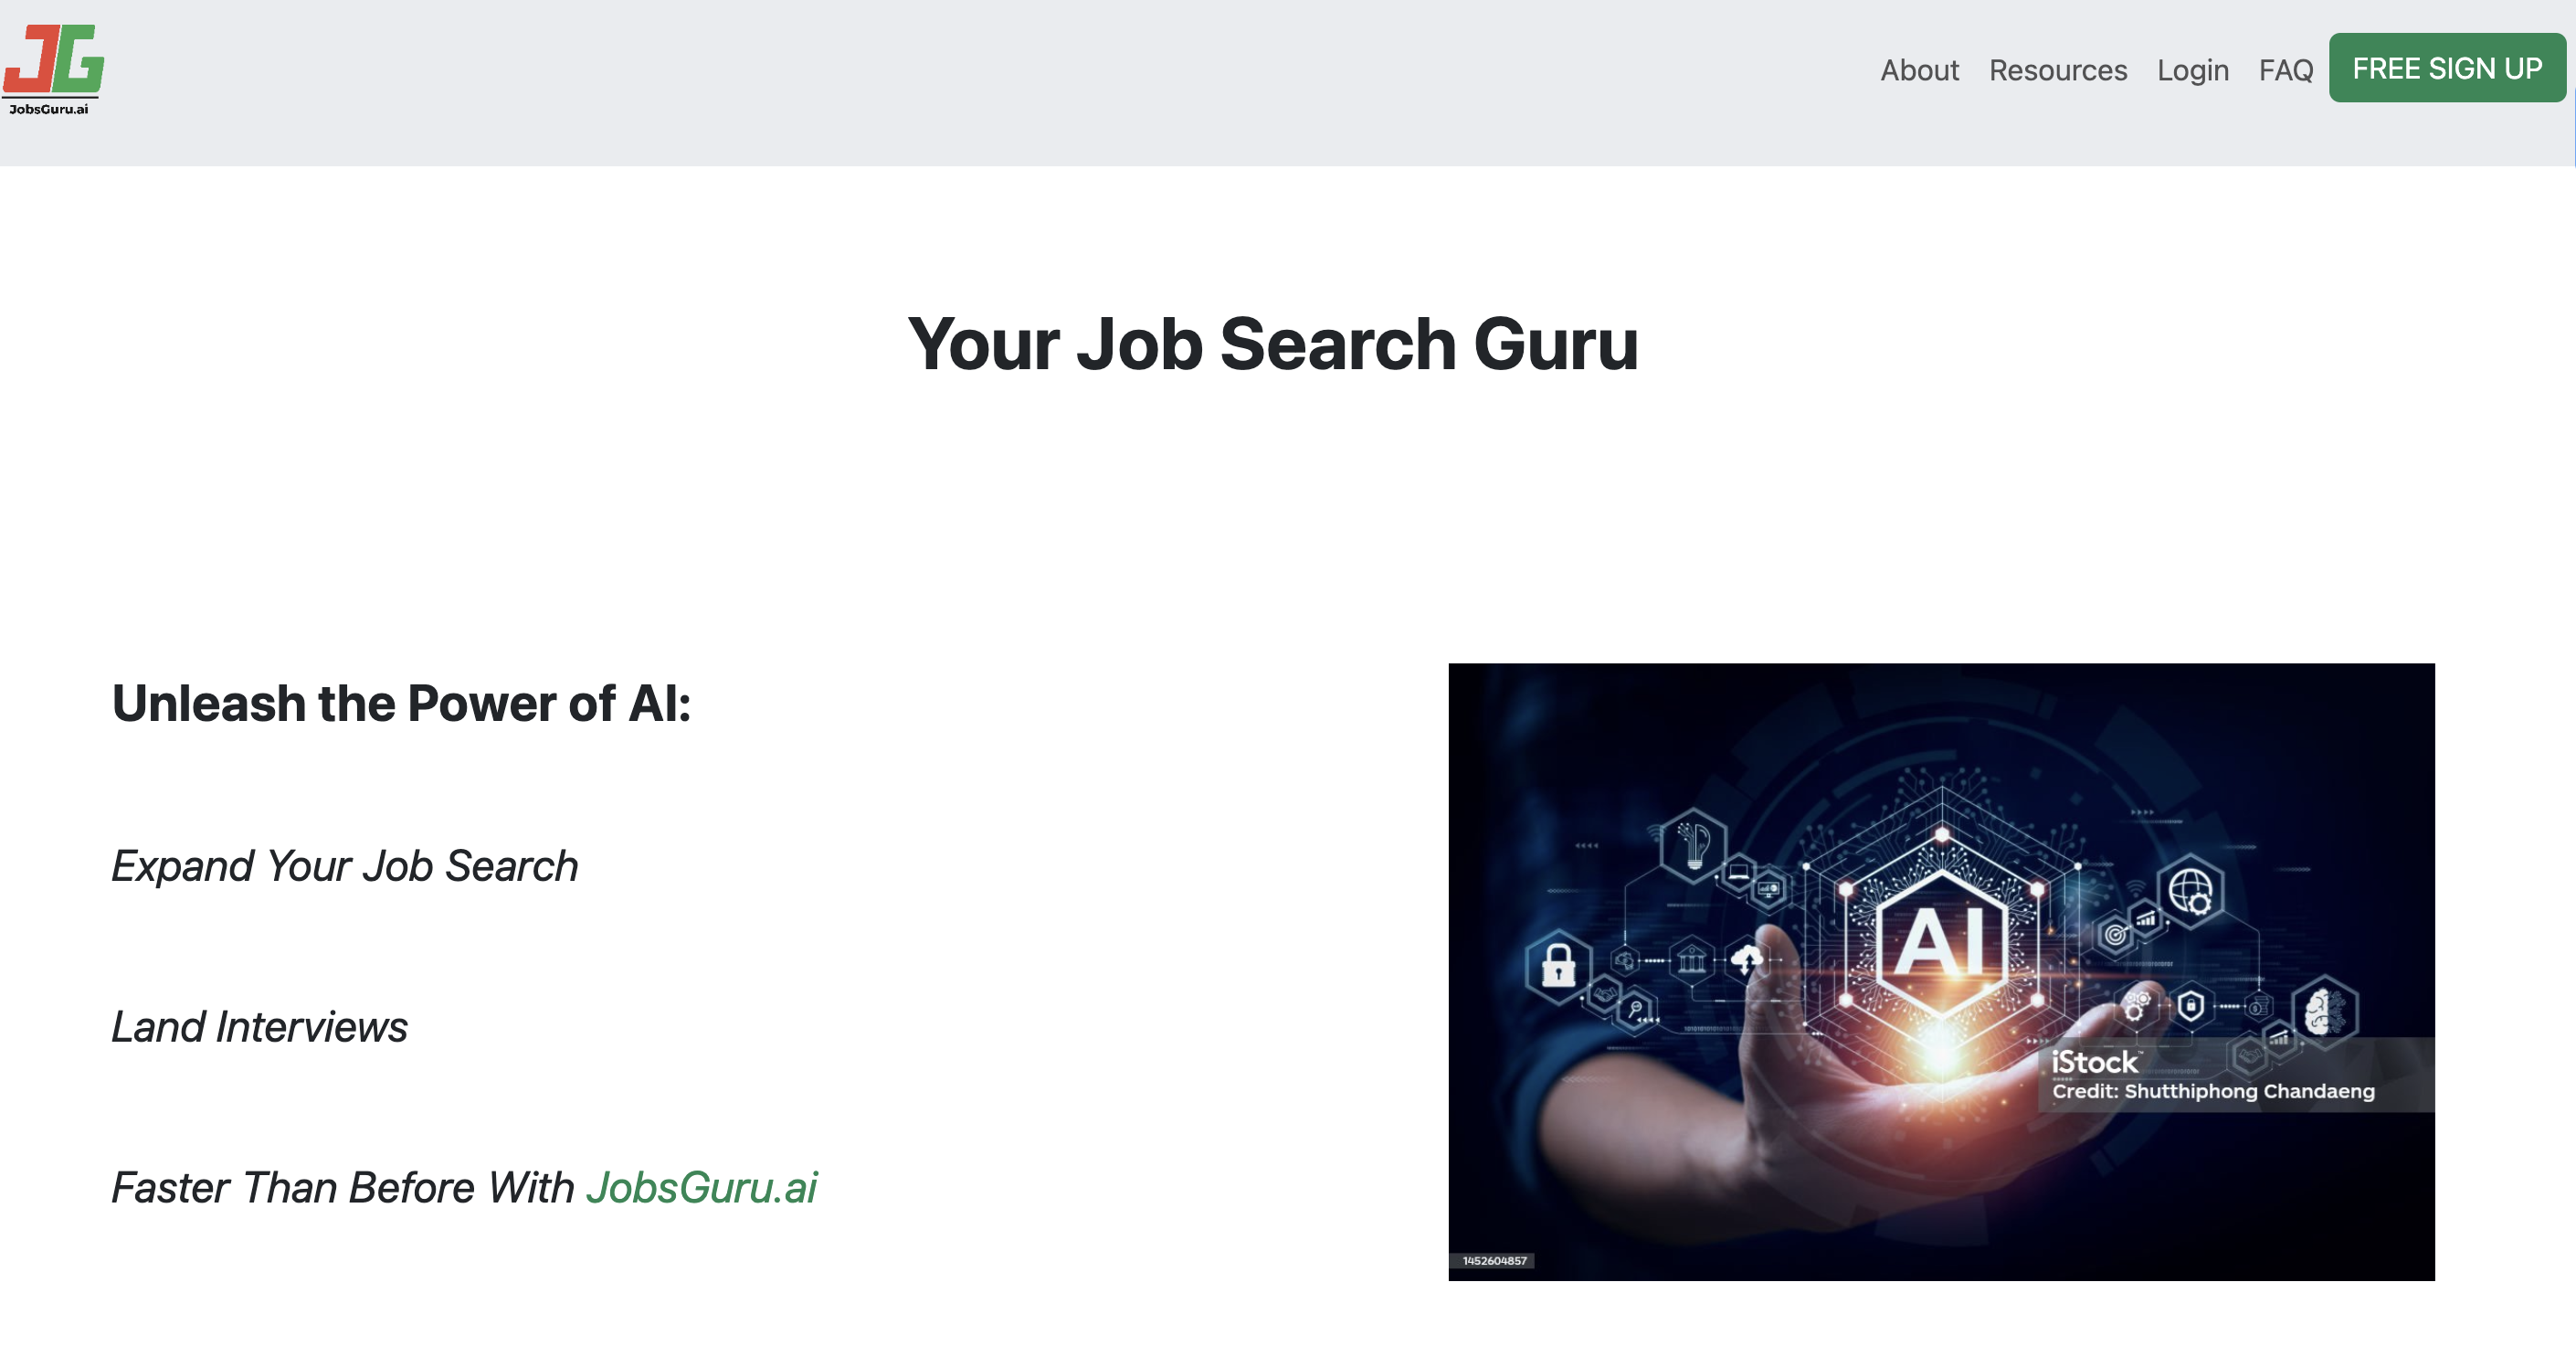 JG
JobsGuru.ai
About Resources Login FAQ FREE SIGN UP
Your Job Search Guru
Unleash the Power of AI:
Expand Your Job Search
Land Interviews
Faster Than Before With JobsGuru.ai
AI
iStock™
Credit: Shutthiphong Chandaeng
1452604857